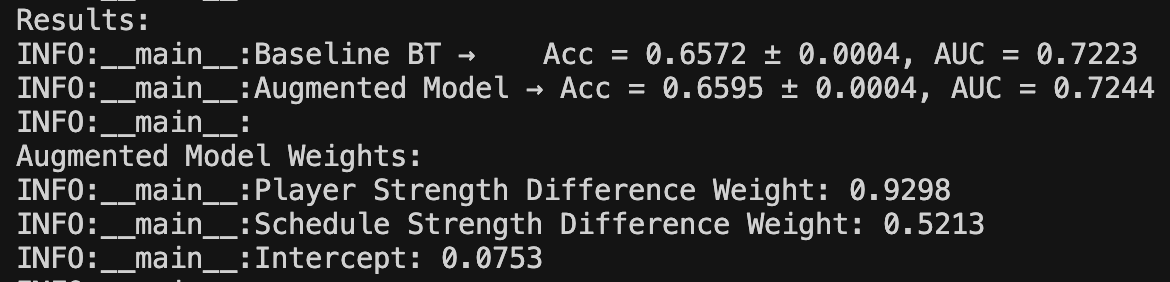 Results:
INFO:__main__:Baseline BT →    Acc = 0.6572 ± 0.0004, AUC = 0.7223
INFO:__main__:Augmented Model → Acc = 0.6595 ± 0.0004, AUC = 0.7244
INFO:__main__:
Augmented Model Weights:
INFO:__main__:Player Strength Difference Weight: 0.9298
INFO:__main__:Schedule Strength Difference Weight: 0.5213
INFO:__main__:Intercept: 0.0753